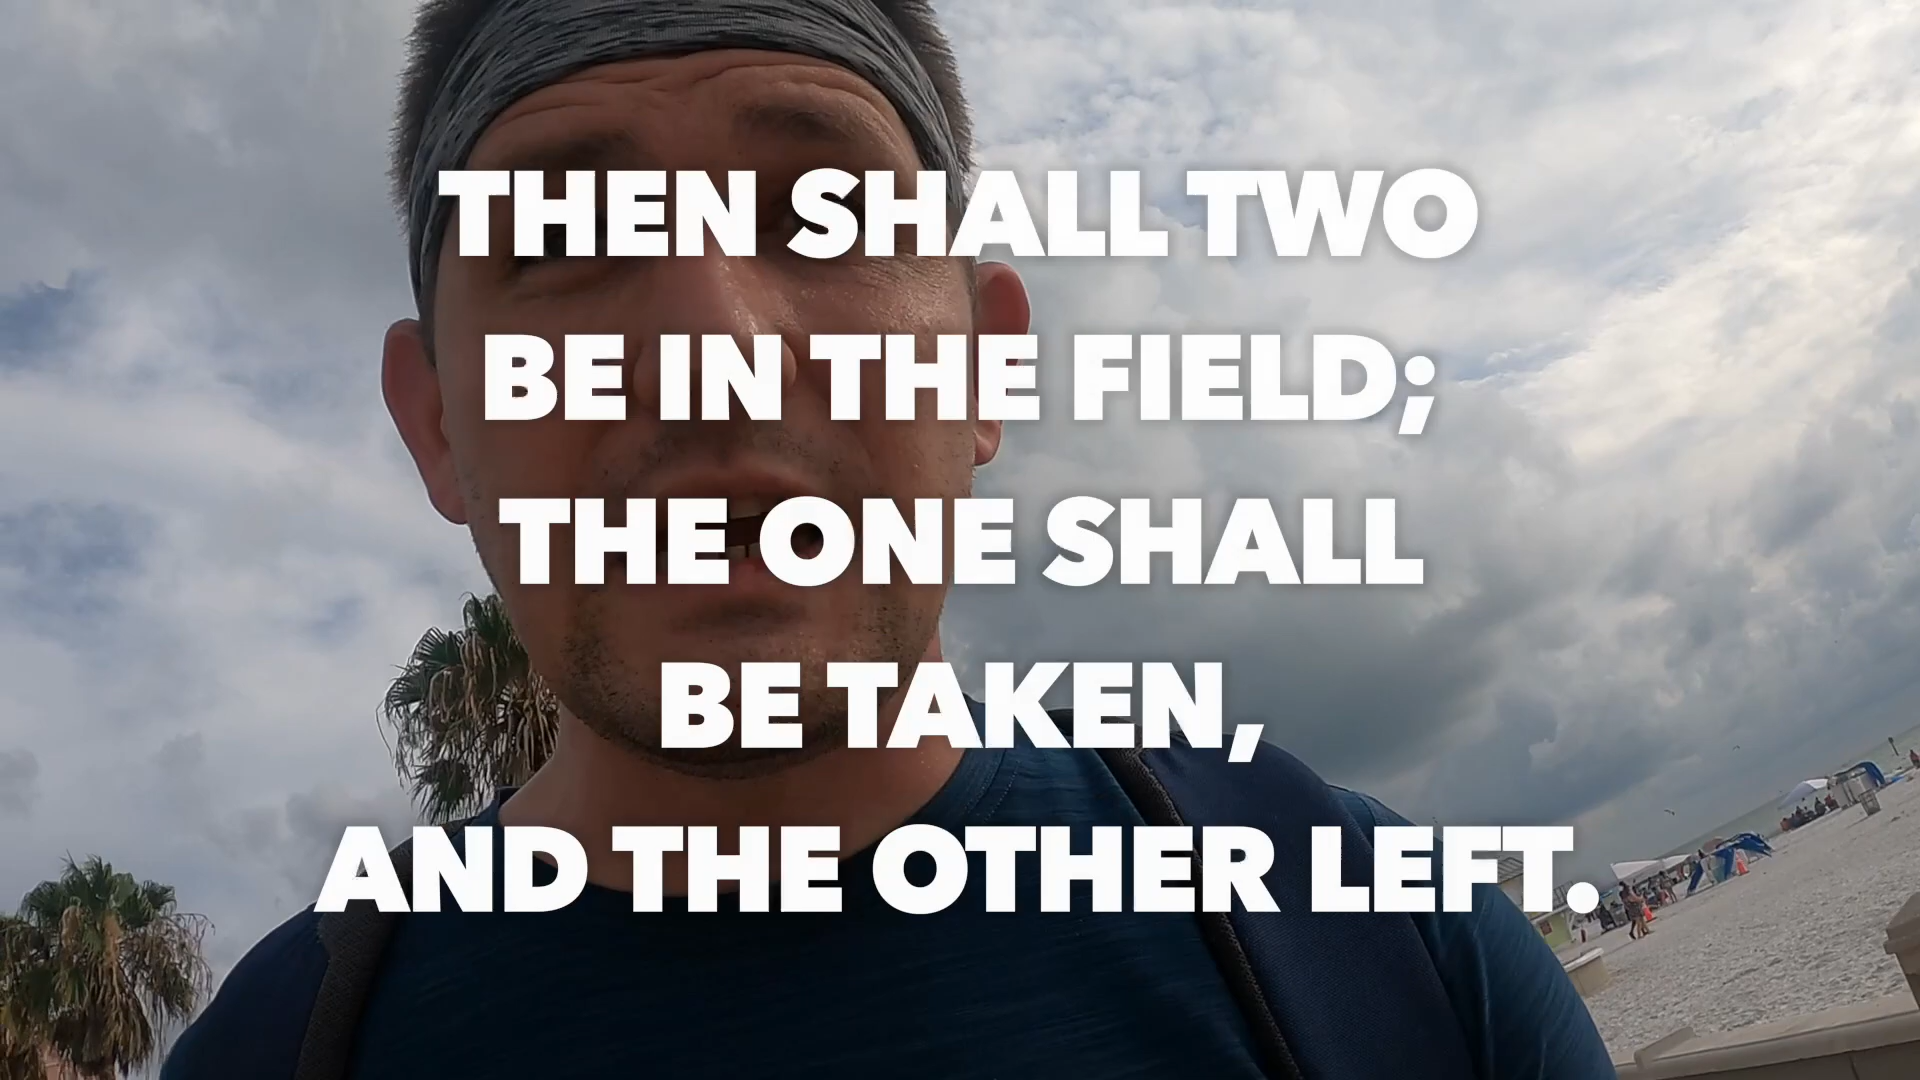 THEN SHALL TWO
BE IN THE FIELD;
THE ONE SHALL
BE TAKEN,
AND THE OTHER LEFT.